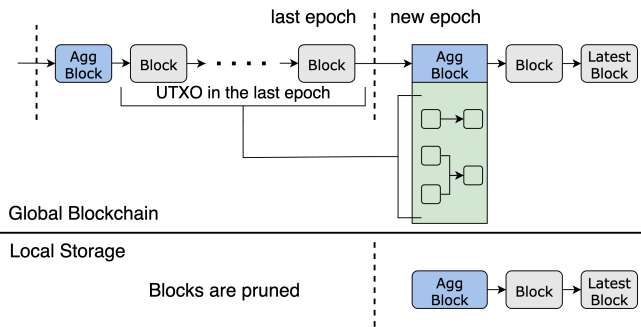 last epoch
new epoch
Agg
Block
Block
Block
Agg
Block
Block
Latest
Block
UTXO in the last epoch
Global Blockchain
Local Storage
Blocks are pruned
Agg
Block
Block
Latest
Block